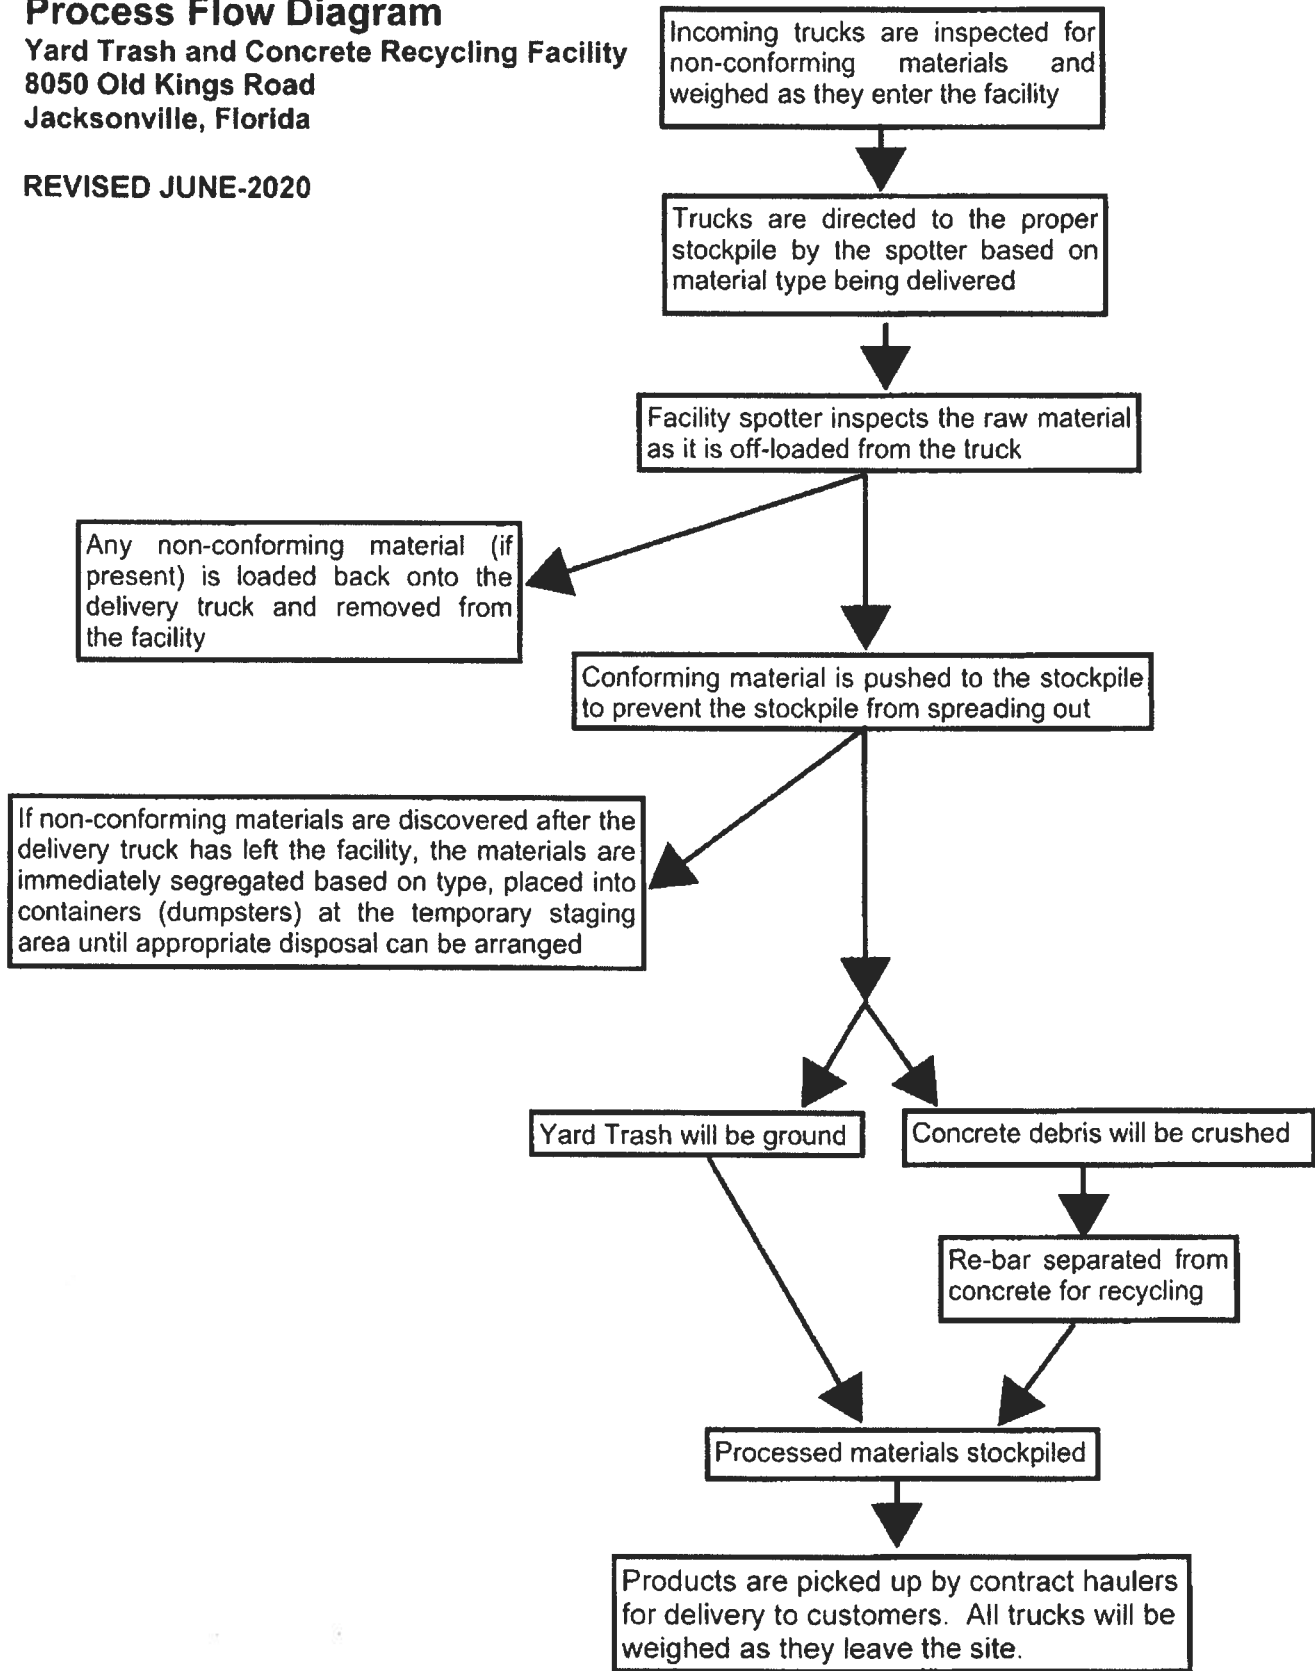 Process Flow Diagram
Yard Trash and Concrete Recycling Facility
8050 Old Kings Road
Jacksonville, Florida
REVISED JUNE-2020
Incoming trucks are inspected for
non-conforming materials and
weighed as they enter the facility
Trucks are directed to the proper
stockpile by the spotter based on
material type being delivered
Facility spotter inspects the raw material
as it is off-loaded from the truck
Any non-conforming material (if
present) is loaded back onto the
delivery truck and removed from
the facility
Conforming material is pushed to the stockpile
to prevent the stockpile from spreading out
If non-conforming materials are discovered after the
delivery truck has left the facility, the materials are
immediately segregated based on type, placed into
containers (dumpsters) at the temporary staging
area until appropriate disposal can be arranged
Yard Trash will be ground
Concrete debris will be crushed
Re-bar separated from
concrete for recycling
Processed materials stockpiled
Products are picked up by contract haulers
for delivery to customers. All trucks will be
weighed as they leave the site.